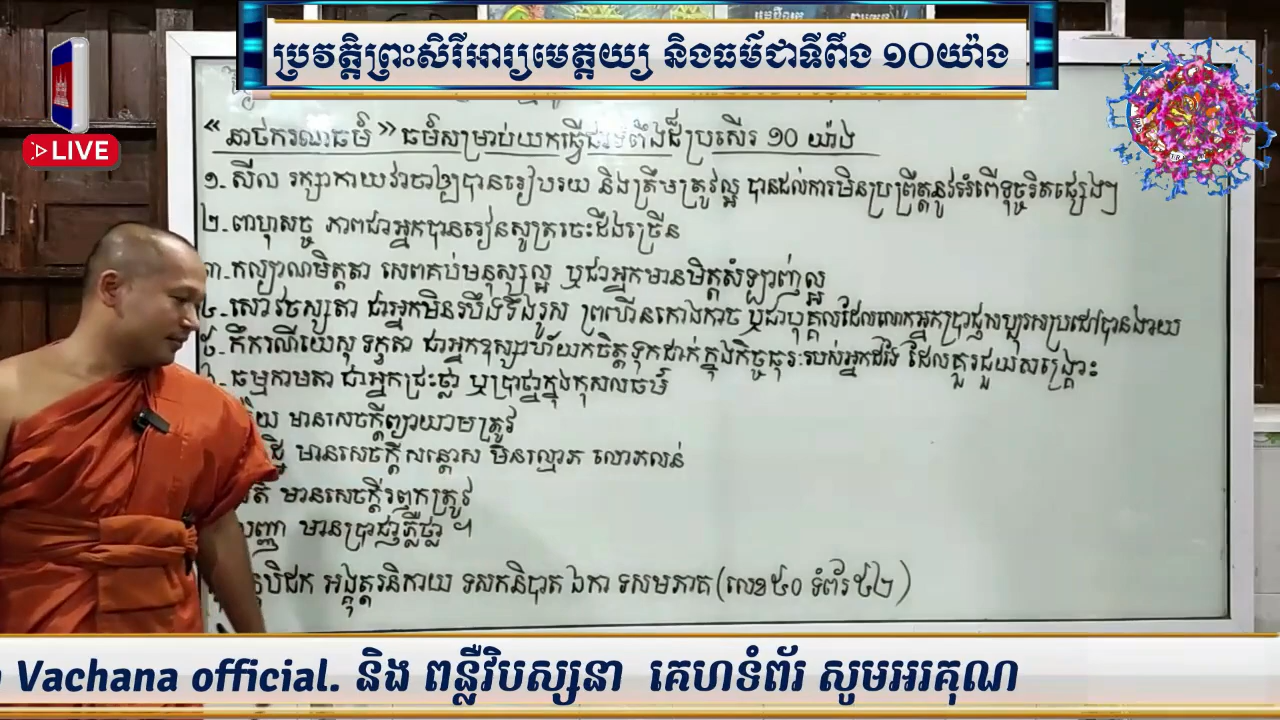 ប្រវត្តិព្រះសិរីអារ្យមេត្តយ្យ និងធម៌ជាទីពឹង ១០យ៉ាង
LIVE
«នាថករណធម៌» ធម៌សម្រាប់យកធ្វើជាទីពឹងដ៏ប្រសើរ ១០ យ៉ាង
១. សីល រក្សាកាយវាចាឲ្យបានរៀបរយ និងត្រឹមត្រូវល្អ បានដល់ការមិនប្រព្រឹត្តនូវអំពើទុច្ចរិតផ្សេងៗ
២. ពាហុសច្ច ភាពជាអ្នកបានរៀនសូត្រចេះដឹងច្រើន
៣. កល្យាណមិត្តតា សេពគប់មនុស្សល្អ ឬជាអ្នកមានមិត្តសំឡាញ់ល្អ
៤. សោវចស្សតា ជាអ្នកមិនរបឹងទទឹងរូស ព្រហើនកោងកាច ឬជាបុគ្គលដែលលោកអ្នកប្រាជ្ញសប្បុរសប្រដៅបានងាយ
៥. កឹករណីយេសុ ទក្ខតា ជាអ្នកឧស្សាហ៍យកចិត្តទុកដាក់ក្នុងកិច្ចធុរៈរបស់អ្នកដទៃ ដែលគួរជួយសង្គ្រោះ
៦. ធម្មកាមតា ជាអ្នកជ្រះថ្លា ឬប្រាថ្នាក្នុងកុសលធម៌
មានសេចក្ដីព្យាយាមត្រូវ
មានសេចក្ដីសន្តោស មិនល្មោភ លោភលន់
មានសេចក្ដីរឭកត្រូវ
មានប្រាជ្ញាភ្លឺថ្លា ។
អង្គុត្តរនិកាយ ទសកនិបាត ឯកាទសមភាគ (លេខ៥០ ទំព័រ៥២)
Vachana official. និង ពន្លឺវិបស្សនា គេហទំព័រ សូមអរគុណ